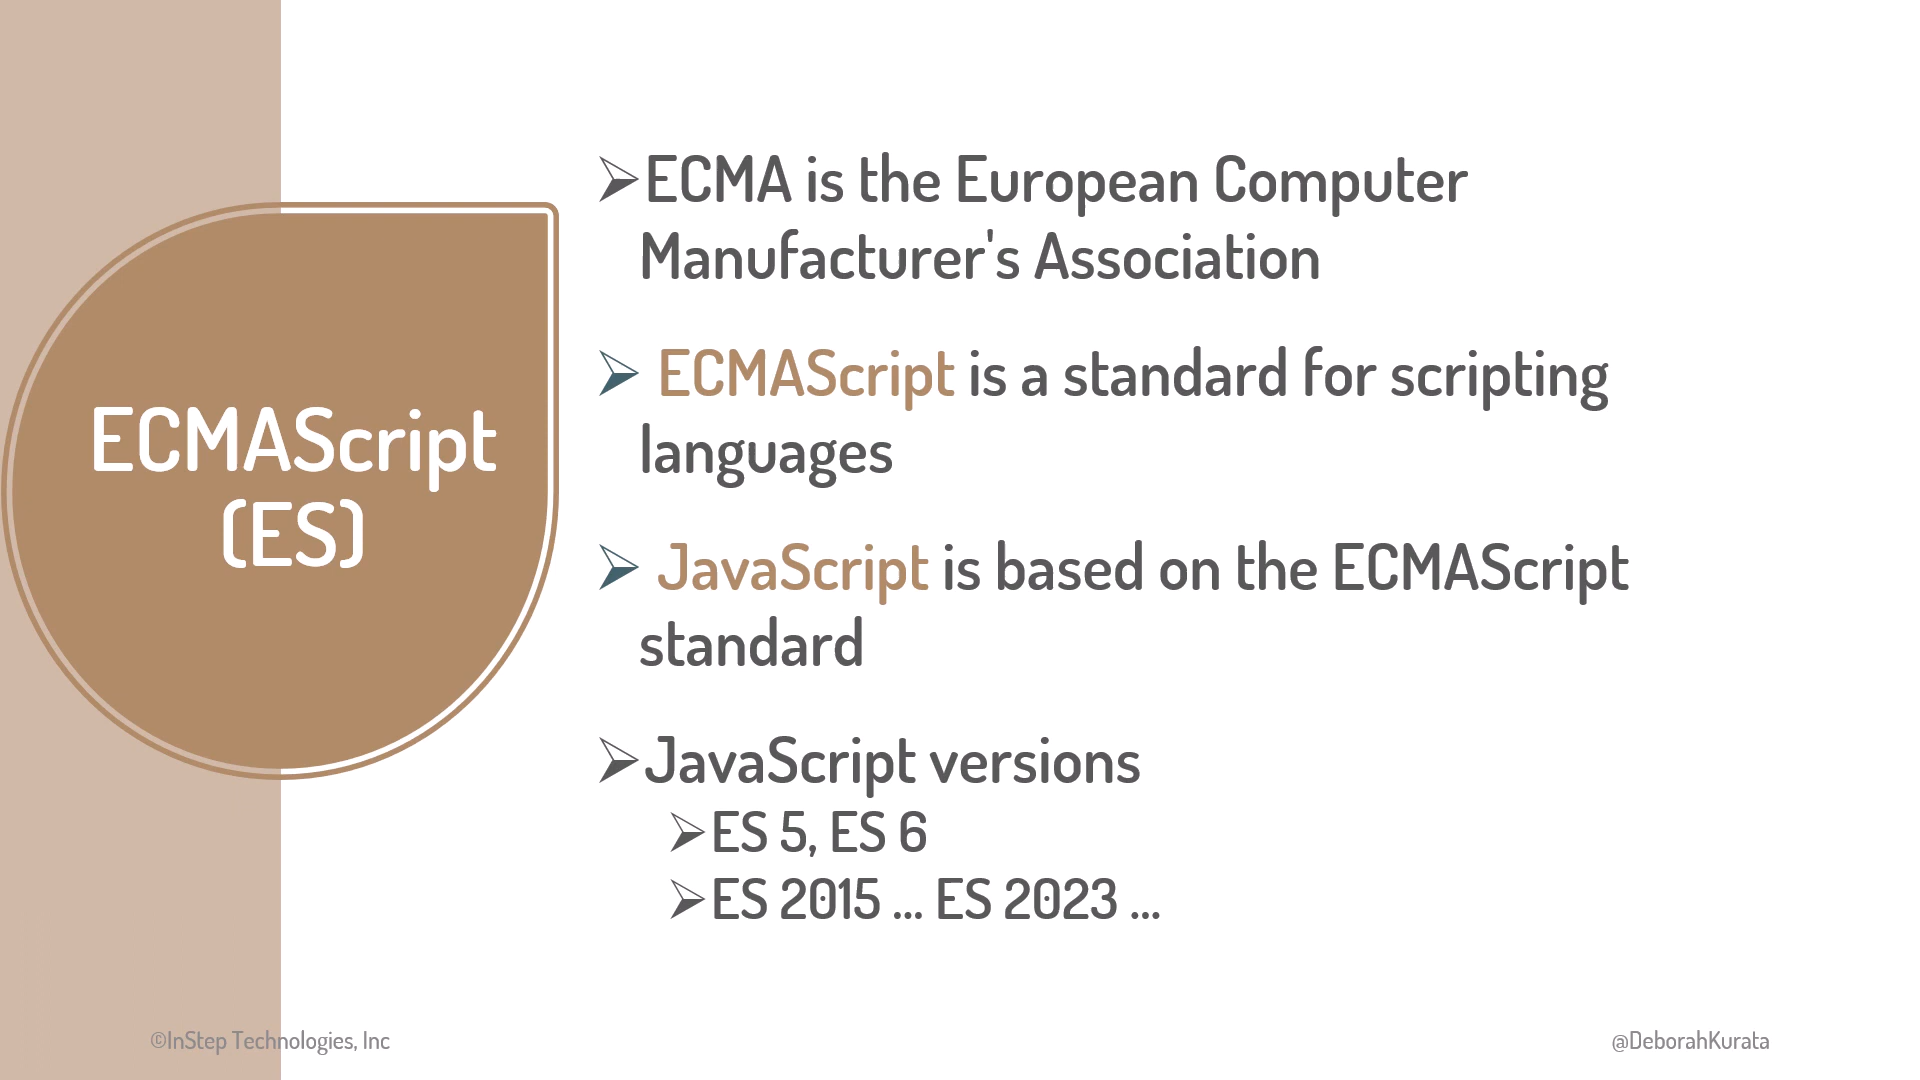 ECMAScript
(ES)
ECMA is the European Computer
Manufacturer's Association
ECMAScript is a standard for scripting
languages
JavaScript is based on the ECMAScript
standard
JavaScript versions
ES 5, ES 6
ES 2015 ... ES 2023 ...
©InStep Technologies, Inc
@DeborahKurata